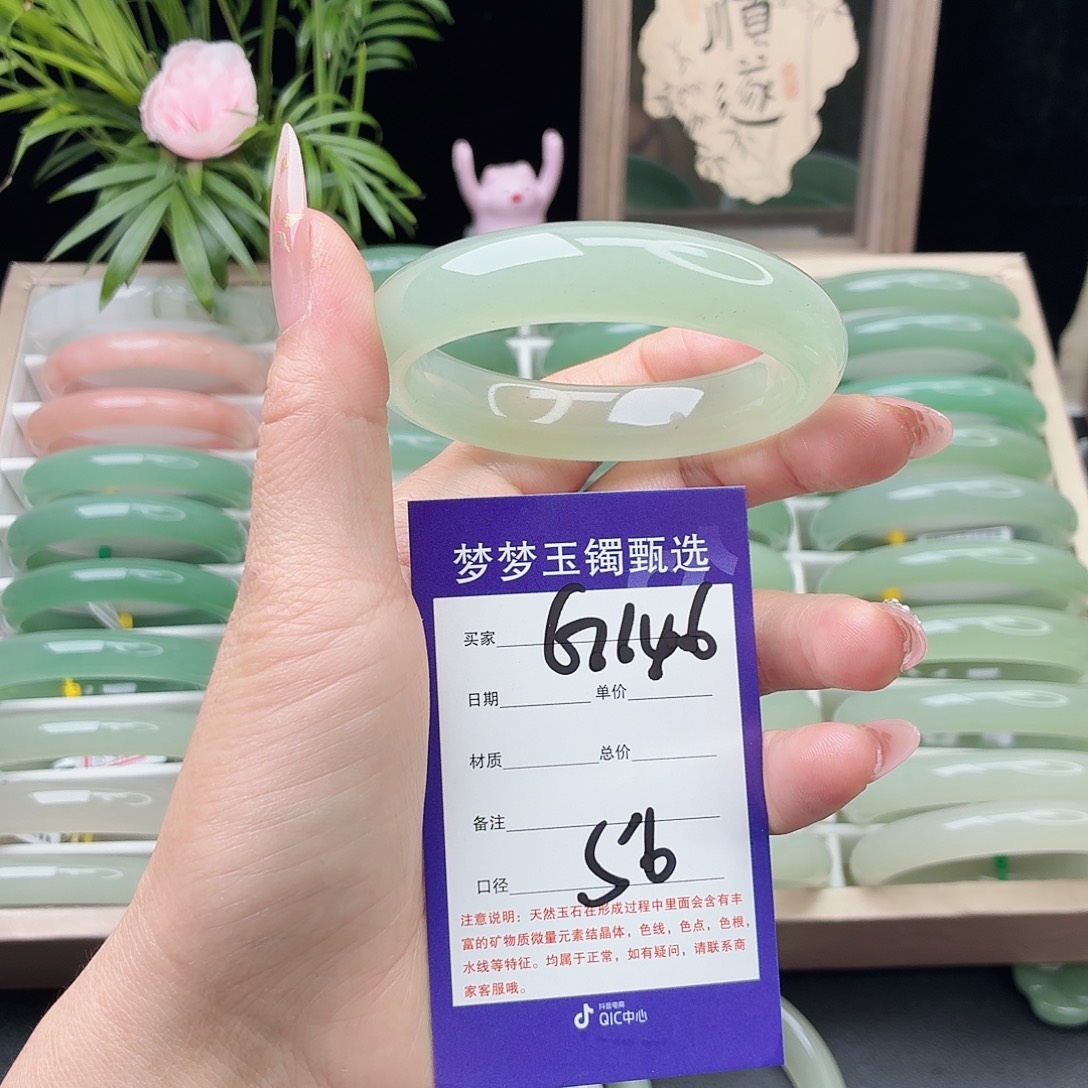 順遂
梦梦玉镯甄选
买家 671146
日期 单价
材质 总价
备注
口径 56
注意说明：天然玉石在形成过程中里面会含有丰
富的矿物质微量元素结晶体，色线，色点，色根，
水线等特征。均属于正常，如有疑问，请联系商
家客服哦。
抖音电商
QIC中心